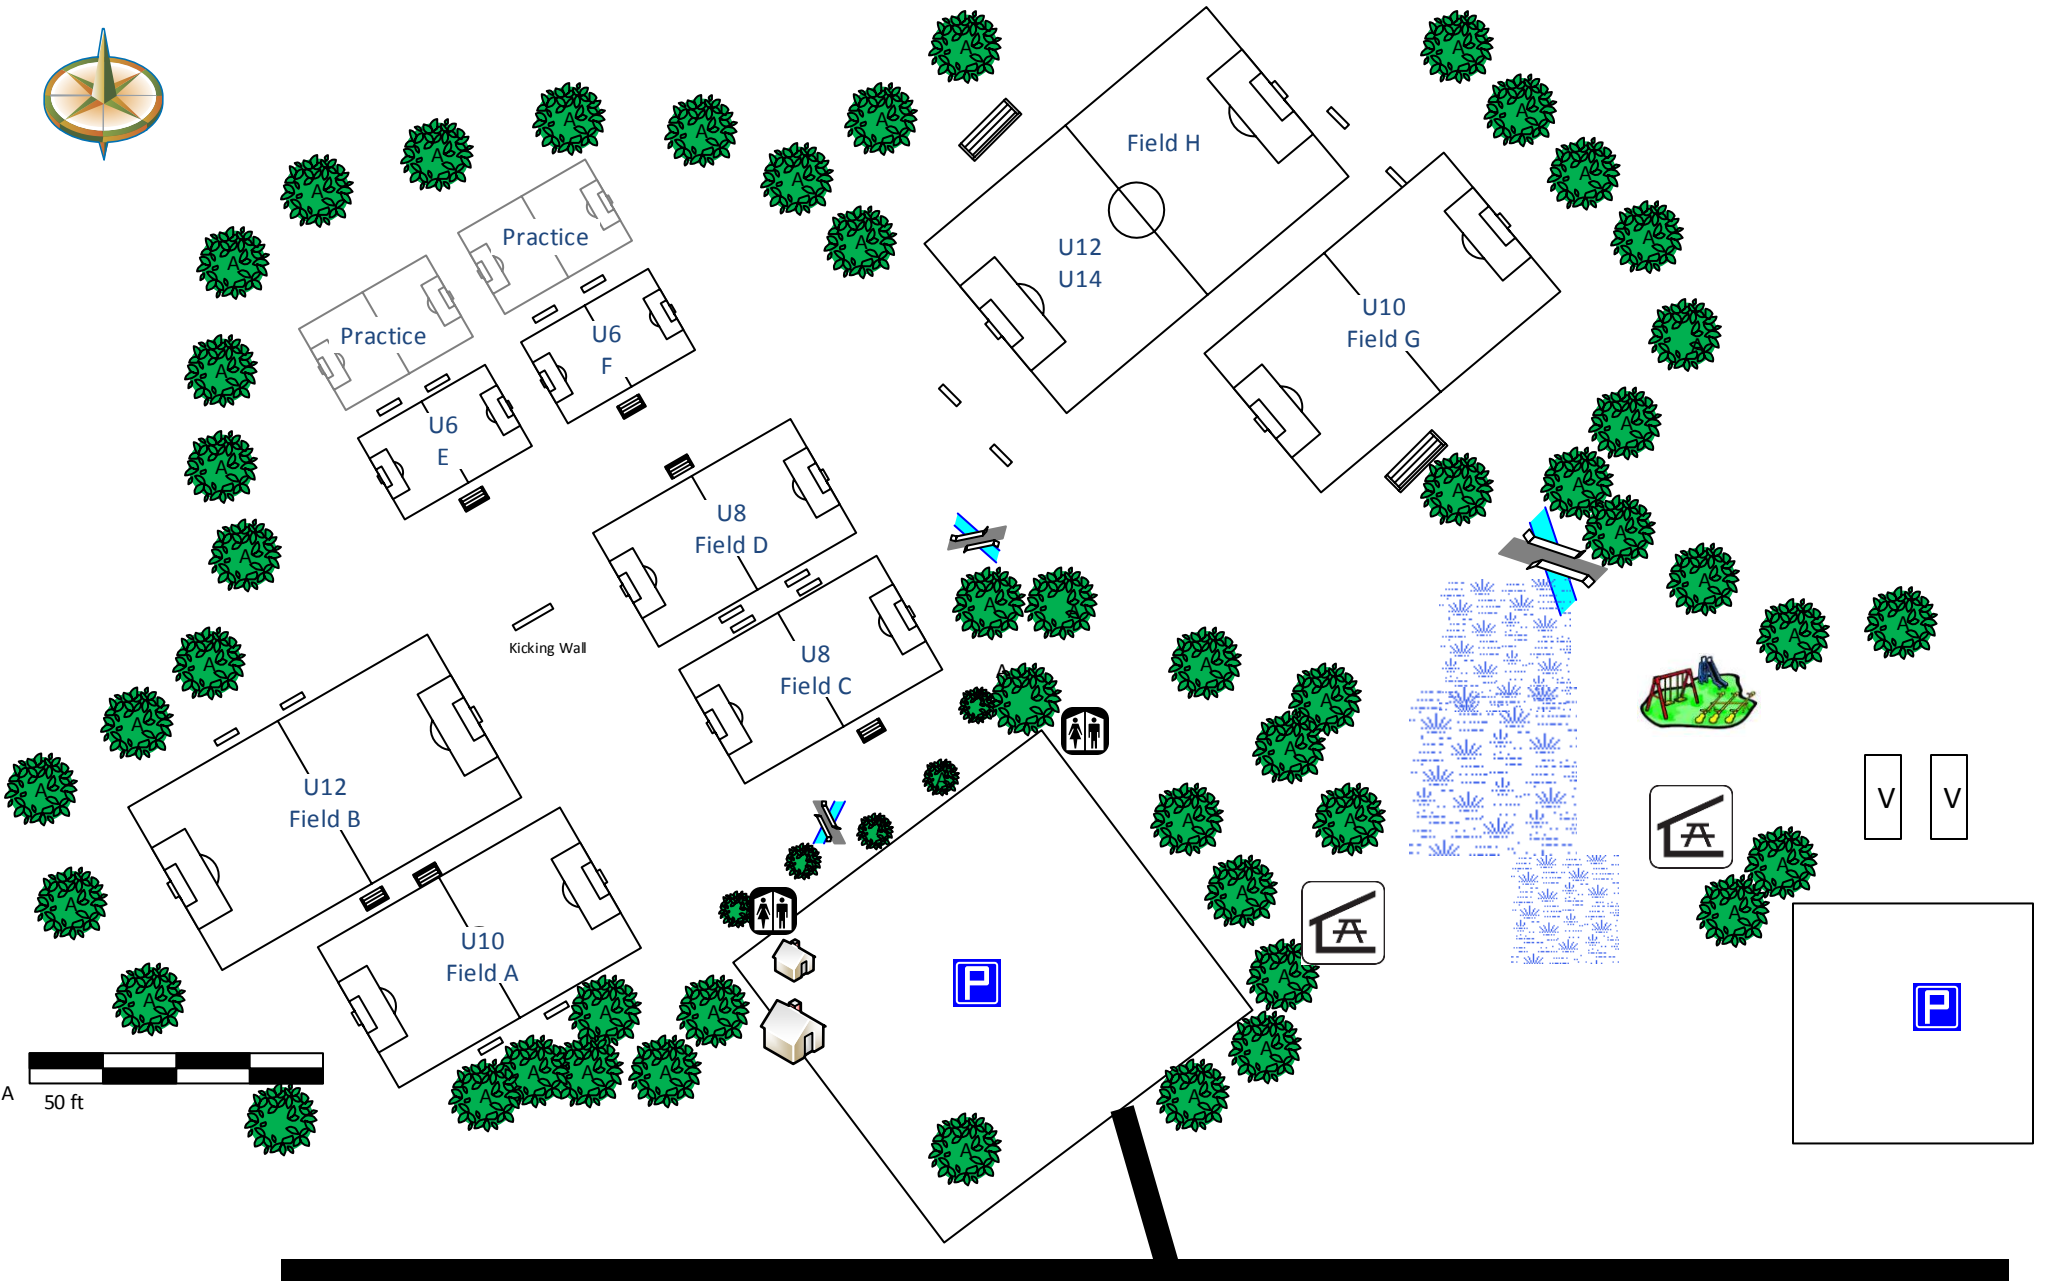 Field H
U12
U14
Practice
Practice
U10
Field G
U6
F
U6
E
U8
Field D
Kicking Wall
U8
Field C
U12
Field B
V
V
U10
Field A
P
P
A
50 ft